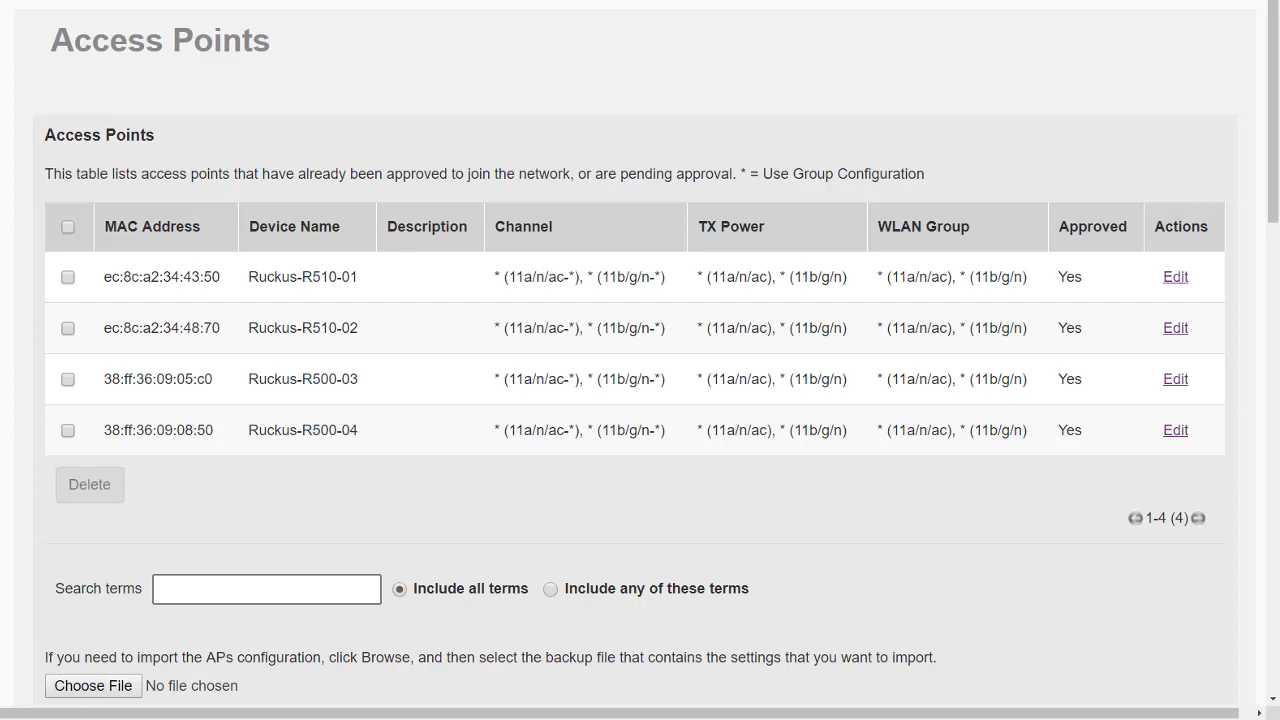 Access Points
Access Points
This table lists access points that have already been approved to join the network, or are pending approval. * = Use Group Configuration
MAC Address Device Name Description Channel TX Power WLAN Group Approved Actions
ec:8c:a2:34:43:50 Ruckus-R510-01 * (11a/n/ac-*), * (11b/g/n-*) * (11a/n/ac), * (11b/g/n) * (11a/n/ac), * (11b/g/n) Yes Edit
ec:8c:a2:34:48:70 Ruckus-R510-02 * (11a/n/ac-*), * (11b/g/n-*) * (11a/n/ac), * (11b/g/n) * (11a/n/ac), * (11b/g/n) Yes Edit
38:ff:36:09:05:c0 Ruckus-R500-03 * (11a/n/ac-*), * (11b/g/n-*) * (11a/n/ac), * (11b/g/n) * (11a/n/ac), * (11b/g/n) Yes Edit
38:ff:36:09:08:50 Ruckus-R500-04 * (11a/n/ac-*), * (11b/g/n-*) * (11a/n/ac), * (11b/g/n) * (11a/n/ac), * (11b/g/n) Yes Edit
Delete
1-4 (4)
Search terms Include all terms Include any of these terms
If you need to import the APs configuration, click Browse, and then select the backup file that contains the settings that you want to import.
Choose File No file chosen